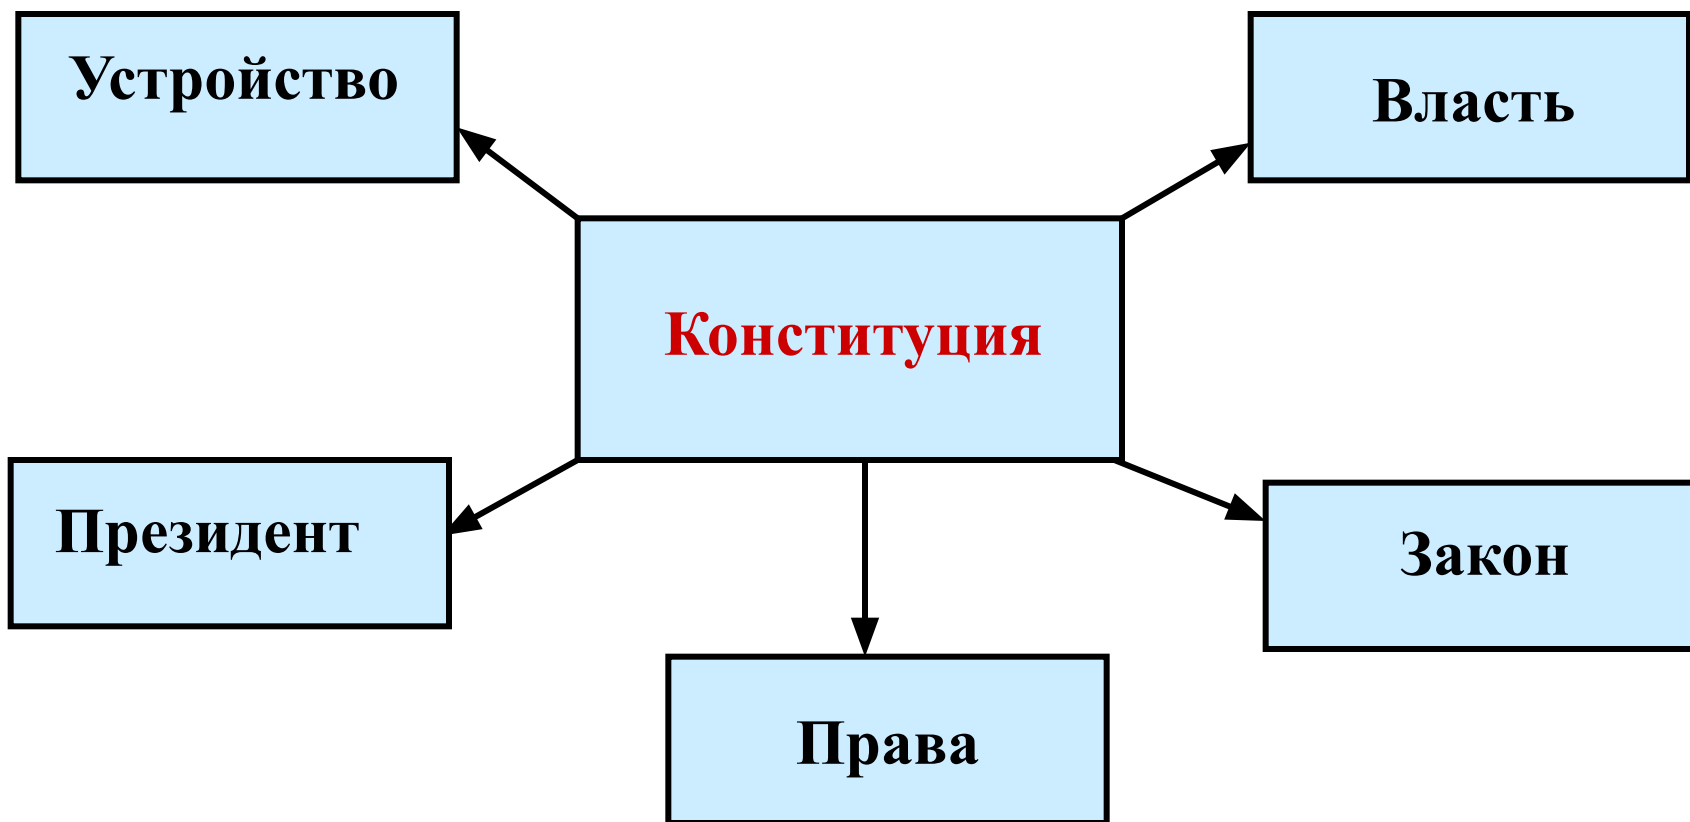 Устройство
Власть
Конституция
Президент
Закон
Права